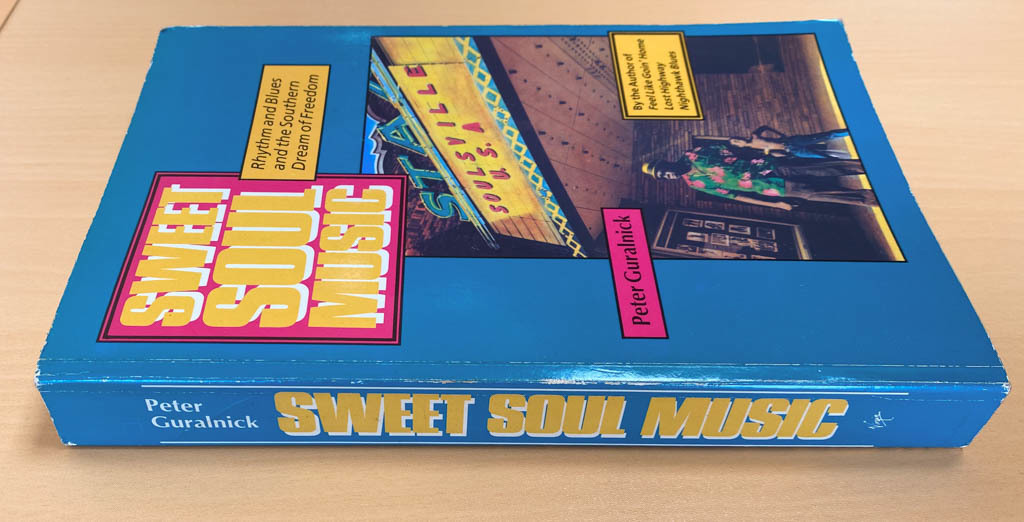 SWEET
SOUL
MUSIC
Rhythm and Blues
and the Southern
Dream of Freedom
STAX
SOULSVILLE
U.S.A
By the Author of
Feel Like Goin' Home
Lost Highway
Nighthawk Blues
Peter Guralnick
Peter
Guralnick
SWEET SOUL MUSIC
Virgin